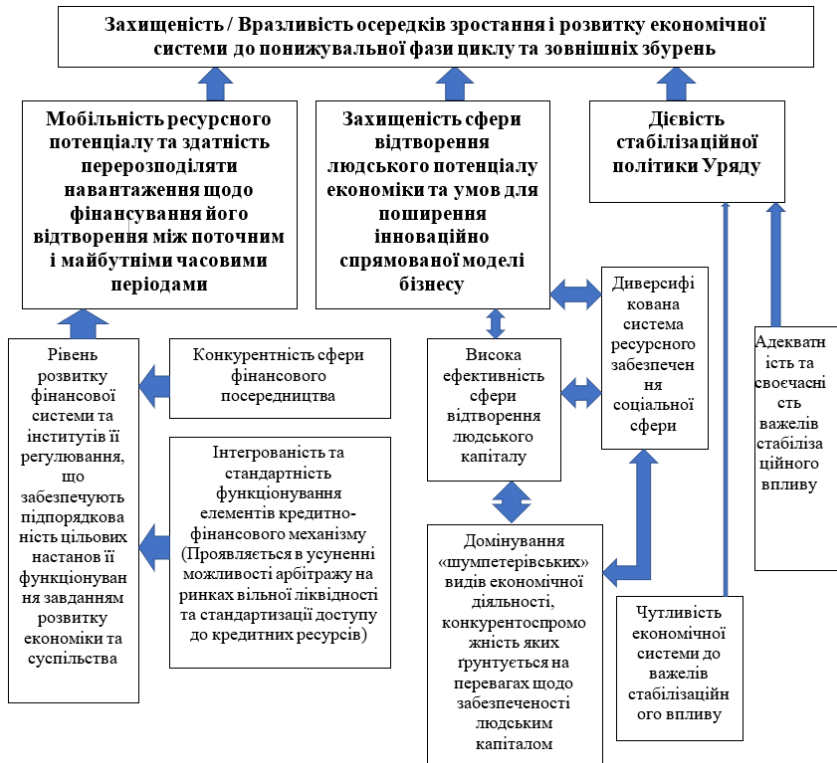 Захищеність / Вразливість осередків зростання і розвитку економічної
системи до понижувальної фази циклу та зовнішніх збурень
Мобільність ресурсного
потенціалу та здатність
перерозподіляти
навантаження щодо
фінансування його
відтворення між поточним
і майбутніми часовими
періодами
Захищеність сфери
відтворення
людського потенціалу
економіки та умов для
поширення
інноваційно
спрямованої моделі
бізнесу
Дієвість
стабілізаційної
політики Уряду
Рівень
розвитку
фінансової
системи та
інститутів її
регулювання,
що
забезпечують
підпорядкова
ність цільових
настанов її
функціонуван
ня завданням
розвитку
економіки та
суспільства
Конкурентність сфери
фінансового
посередництва
Інтегрованість та
стандартність
функціонування
елементів кредитно-
фінансового механізму
(Проявляється в усуненні
можливості арбітражу на
ринках вільної ліквідності
та стандартизації доступу
до кредитних ресурсів)
Висока
ефективність
сфери
відтворення
людського
капіталу
Диверсифі
кована
система
ресурсного
забезпечен
ня
соціальної
сфери
Адекватн
ість та
своєчасн
ість
важелів
стабіліза
ційного
впливу
Домінування
«шумпетерівських»
видів економічної
діяльності,
конкурентоспромо
жність яких
ґрунтується на
перевагах щодо
забезпеченості
людським
капіталом
Чутливість
економічної
системи до
важелів
стабілізаційн
ого впливу